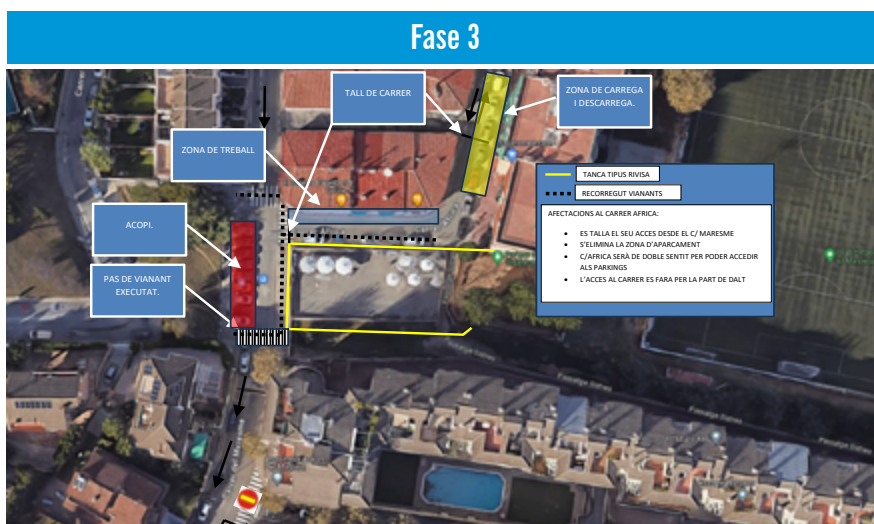 Fase 3
TALL DE CARRER
ZONA DE CARREGA
I DESCARREGA.
ZONA DE TREBALL
ACOPI.
PAS DE VIANANT
EXECUTAT.
TANCA TIPUS RIVISA
RECORREGUT VIANANTS
AFECTACIONS AL CARRER AFRICA:
• ES TALLA EL SEU ACCES DESDE EL C/ MARESME
• S'ELIMINA LA ZONA D'APARCAMENT
• C/AFRICA SERÀ DE DOBLE SENTIT PER PODER ACCEDIR
ALS PARKINGS
• L'ACCES AL CARRER ES FARA PER LA PART DE DALT